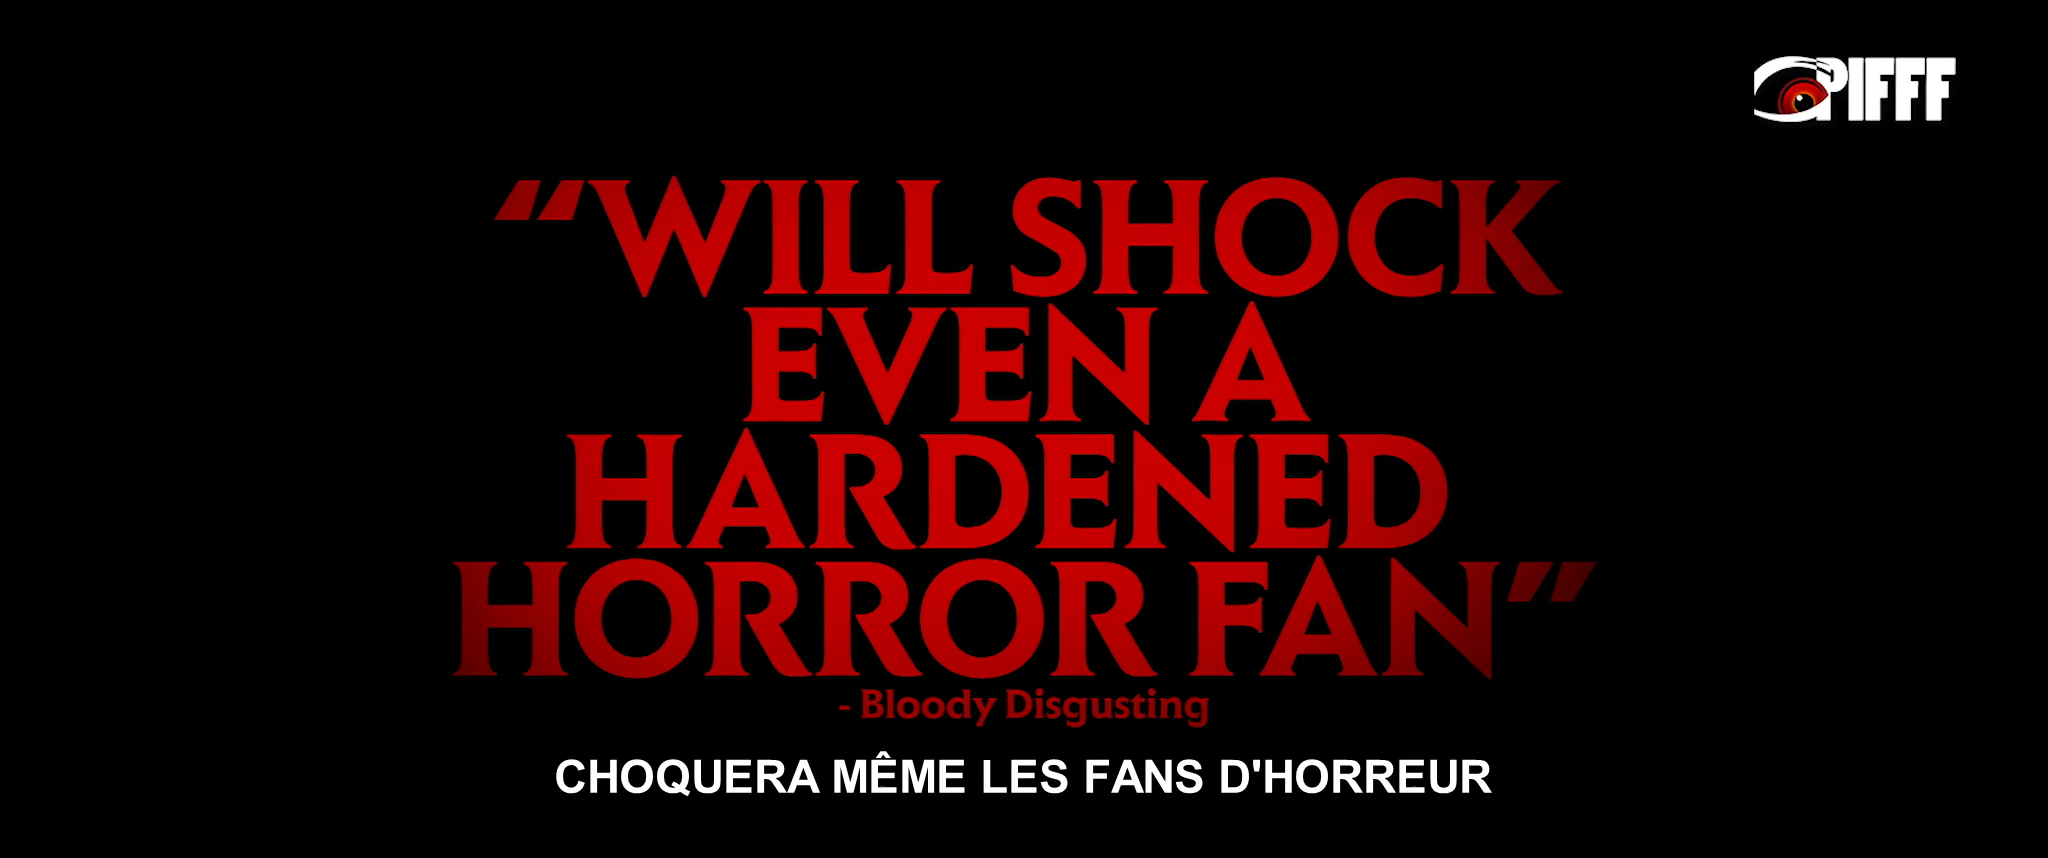 PIFFF
“WILL SHOCK
EVEN A
HARDENED
HORROR FAN”
- Bloody Disgusting
CHOQUERA MÊME LES FANS D'HORREUR